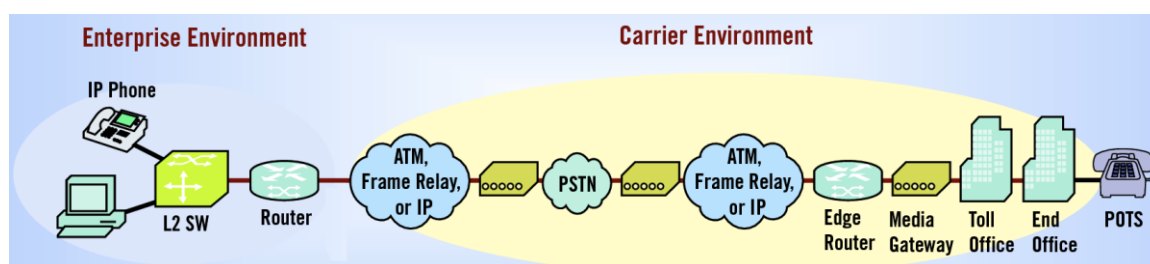 Enterprise Environment
Carrier Environment
IP Phone
L2 SW
Router
ATM,
Frame Relay,
or IP
PSTN
ATM,
Frame Relay,
or IP
Edge
Router
Media
Gateway
Toll
Office
End
Office
POTS